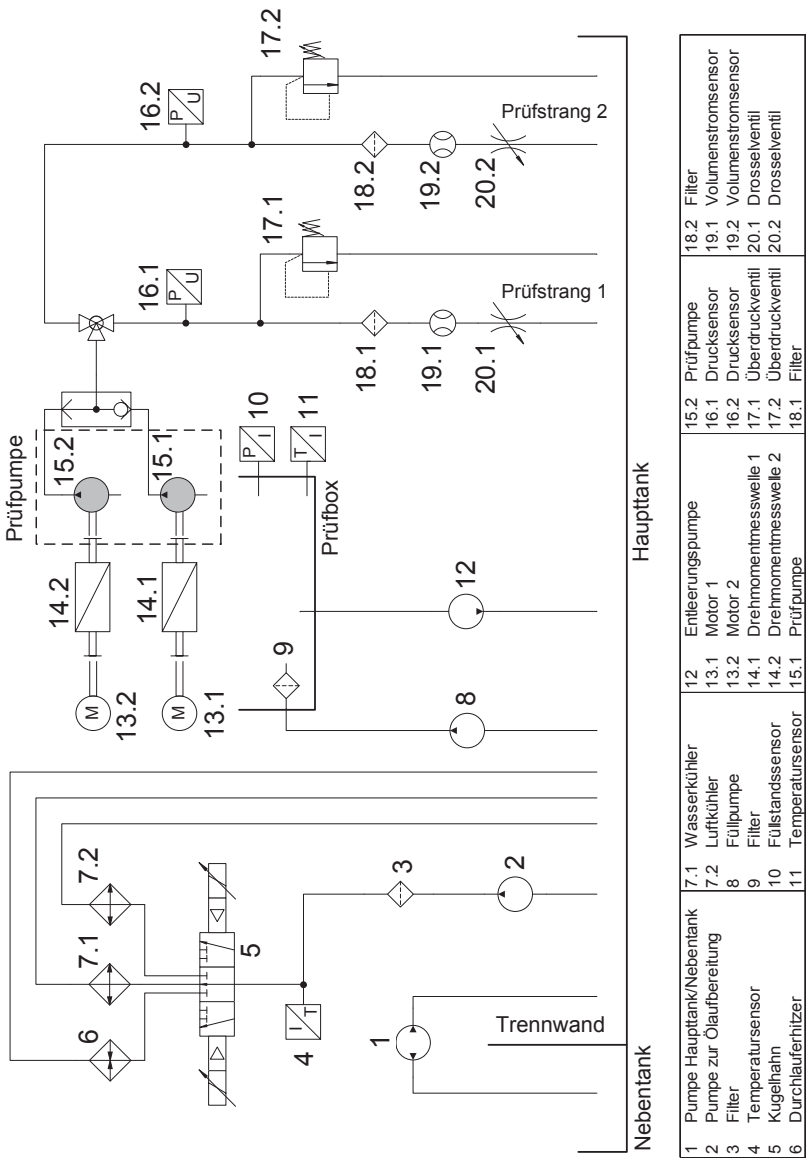 Prüfpumpe
14.2
15.2
13.2
M
14.1
15.1
13.1
M
10
P
I
11
T
I
Prüfbox
9
8
12
16.1
P
U
16.2
P
U
17.1
17.2
18.1
18.2
19.1
19.2
20.1
20.2
Prüfstrang 1
Prüfstrang 2
6
7.1
7.2
5
4
I
T
3
2
1
Trennwand
Nebentank
Haupttank
1 Pumpe Haupttank/Nebentank
2 Pumpe zur Ölaufbereitung
3 Filter
4 Temperatursensor
5 Kugelhahn
6 Durchlauferhitzer
7.1 Wasserkühler
7.2 Luftkühler
8 Füllpumpe
9 Filter
10 Füllstandssensor
11 Temperatursensor
12 Entleerungspumpe
13.1 Motor 1
13.2 Motor 2
14.1 Drehmomentmesswelle 1
14.2 Drehmomentmesswelle 2
15.1 Prüfpumpe
15.2 Prüfpumpe
16.1 Drucksensor
16.2 Drucksensor
17.1 Überdruckventil
17.2 Überdruckventil
18.1 Filter
18.2 Filter
19.1 Volumenstromsensor
19.2 Volumenstromsensor
20.1 Drosselventil
20.2 Drosselventil